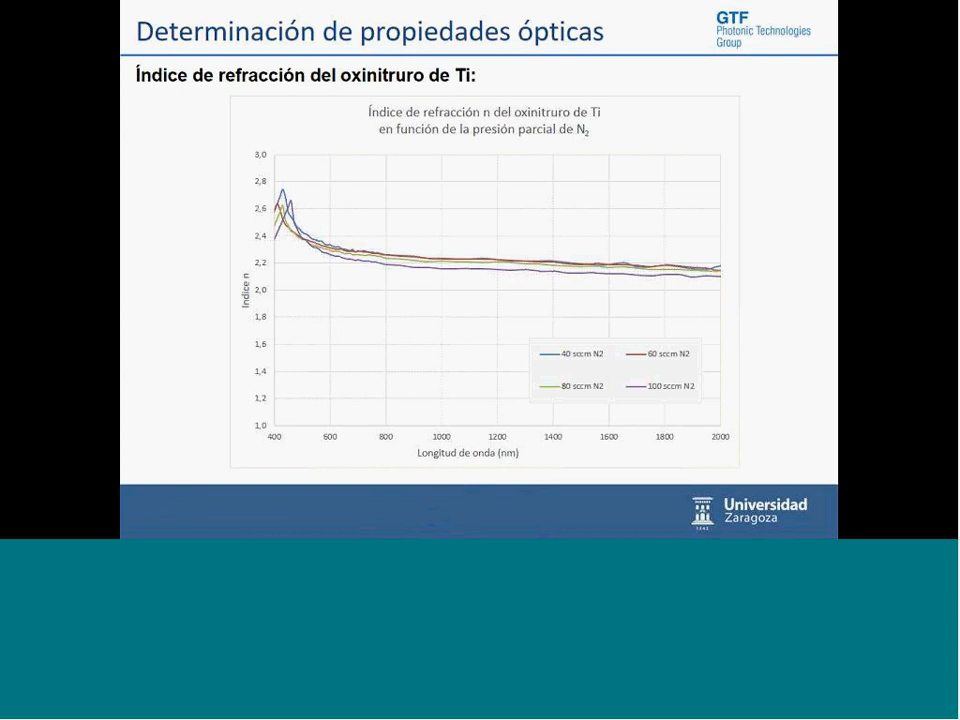 Determinación de propiedades ópticas
GTF
Photonic Technologies
Group
Índice de refracción del oxinitruro de Ti:
Índice de refracción n del oxinitruro de Ti
en función de la presión parcial de N₂
3,0
2,8
2,6
2,4
2,2
2,0
1,8
1,6
1,4
1,2
1,0
Indice n
40 sccm N2
60 sccm N2
80 sccm N2
100 sccm N2
400 600 800 1000 1200 1400 1600 1800 2000
Longitud de onda (nm)
Universidad
Zaragoza
1542